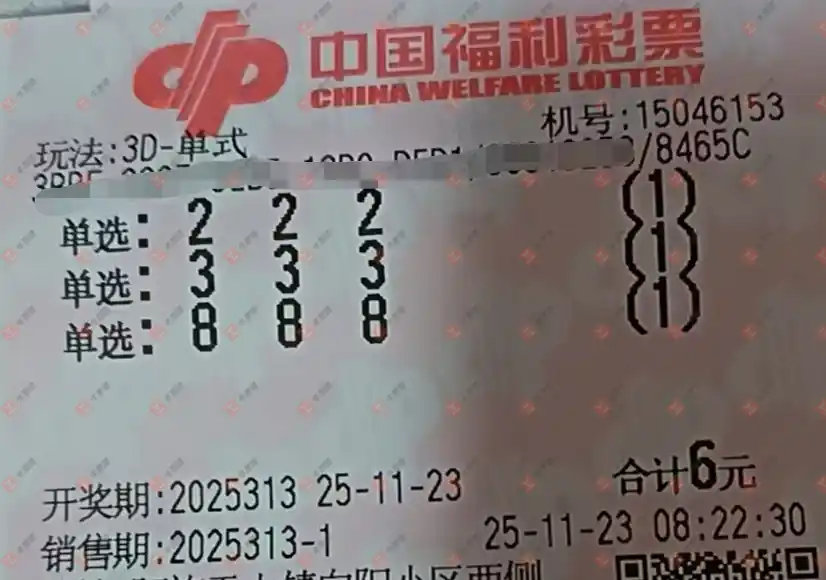 中国福利彩票
CHINA WELFARE LOTTERY
机号:15046153
玩法:3D-单式
/8465C
单选: 2 2 2 (1)
单选: 3 3 3 (1)
单选: 8 8 8 (1)
合计6元
开奖期:2025313 25-11-23
销售期:2025313-1 25-11-23 08:22:30